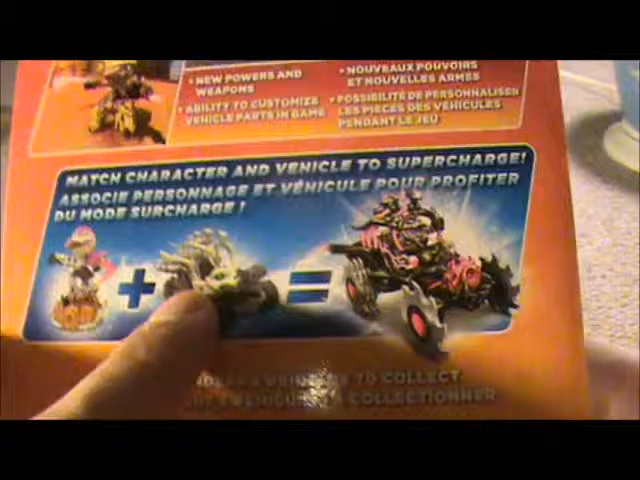 • NEW POWERS AND
WEAPONS
• ABILITY TO CUSTOMIZE
VEHICLE PARTS IN GAME
• NOUVEAUX POUVOIRS
ET NOUVELLES ARMES
• POSSIBILITÉ DE PERSONNALISER
LES PIÈCES DES VÉHICULES
PENDANT LE JEU
MATCH CHARACTER AND VEHICLE TO SUPERCHARGE!
ASSOCIE PERSONNAGE ET VÉHICULE POUR PROFITER
DU MODE SURCHARGE !
+ =
TO COLLECT
COLLECTIONNER